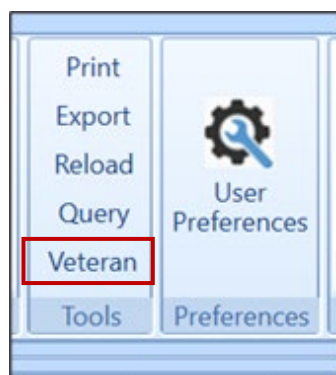 Print
Export
Reload
Query
Veteran
Tools
User
Preferences
Preferences